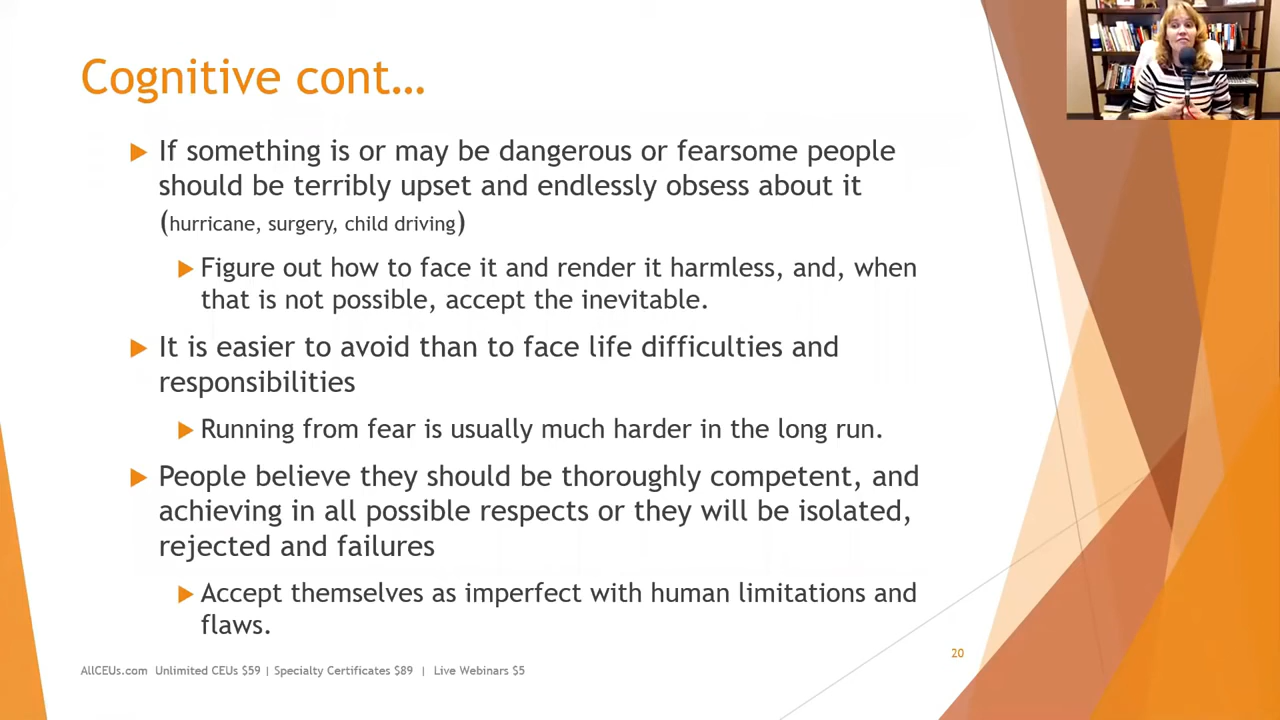 Cognitive cont…
If something is or may be dangerous or fearsome people
should be terribly upset and endlessly obsess about it
(hurricane, surgery, child driving)
Figure out how to face it and render it harmless, and, when
that is not possible, accept the inevitable.
It is easier to avoid than to face life difficulties and
responsibilities
Running from fear is usually much harder in the long run.
People believe they should be thoroughly competent, and
achieving in all possible respects or they will be isolated,
rejected and failures
Accept themselves as imperfect with human limitations and
flaws.
AllCEUs.com Unlimited CEUs $59 | Specialty Certificates $89 | Live Webinars $5
20